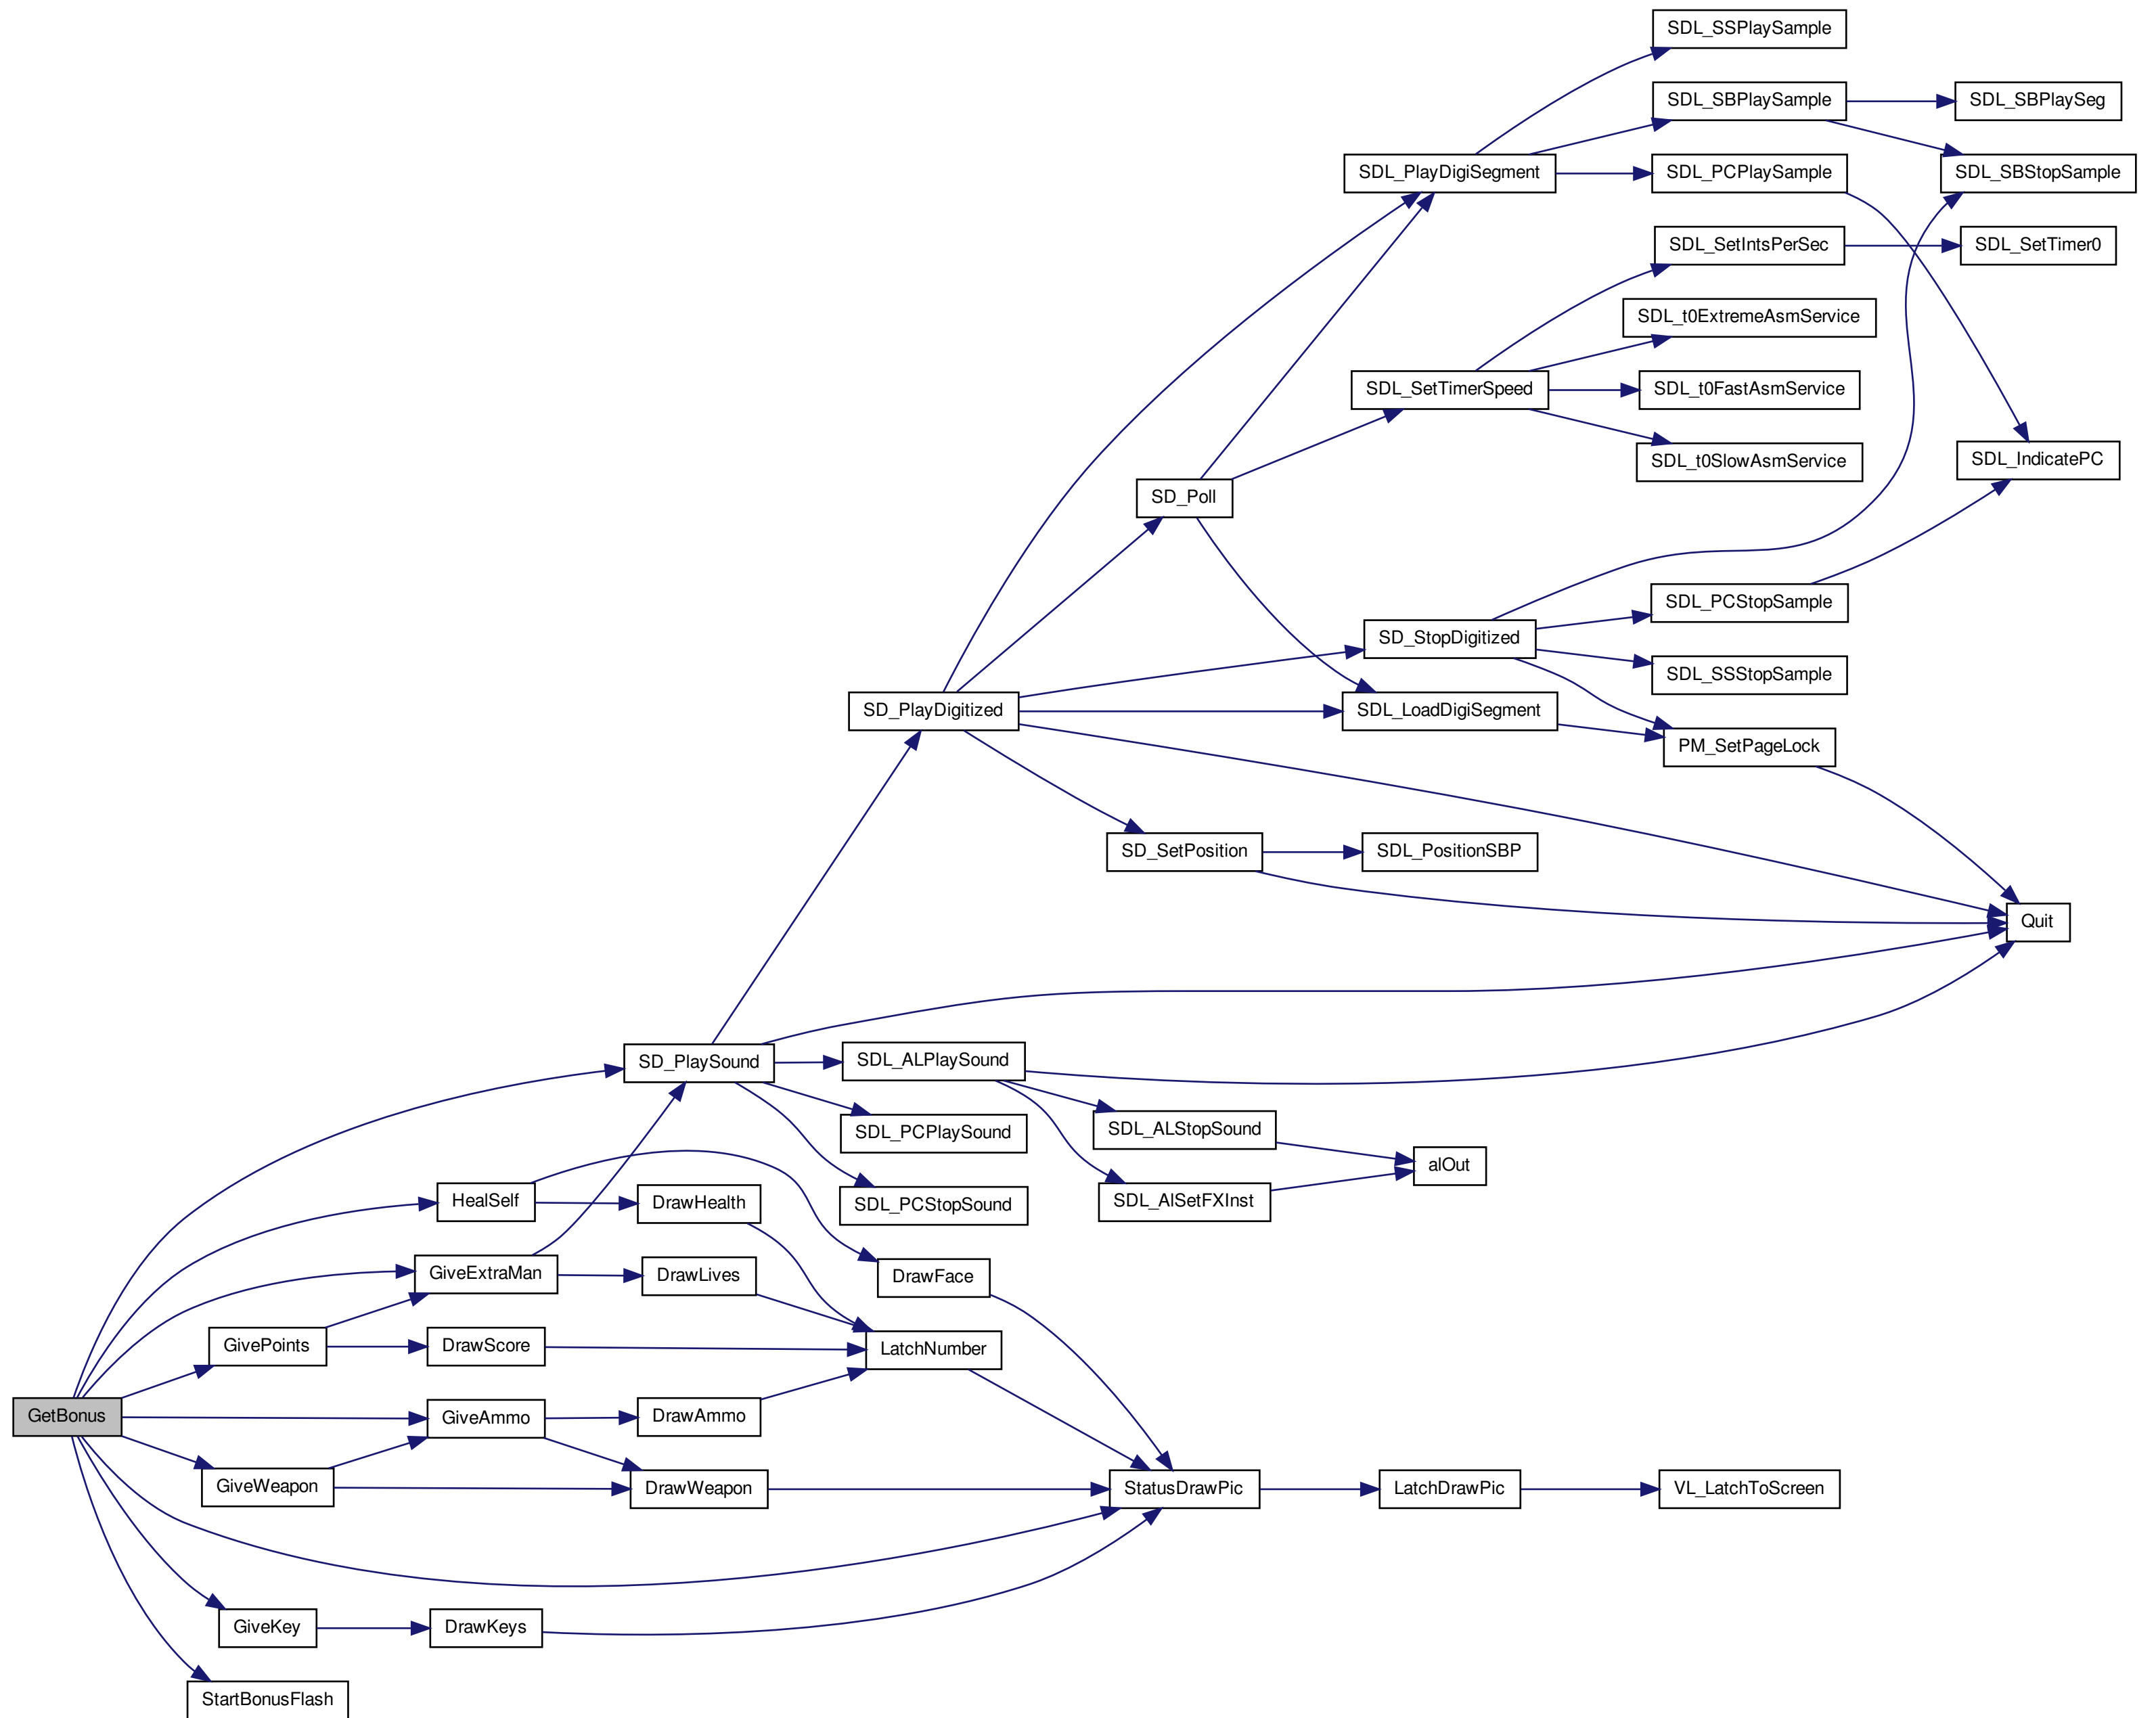 SDL_SSPlaySample
SDL_SBPlaySample
SDL_SBPlaySeg
SDL_PlayDigiSegment
SDL_PCPlaySample
SDL_SBStopSample
SDL_SetIntsPerSec
SDL_SetTimer0
SDL_t0ExtremeAsmService
SDL_SetTimerSpeed
SDL_t0FastAsmService
SDL_t0SlowAsmService
SDL_IndicatePC
SD_Poll
SDL_PCStopSample
SD_StopDigitized
SDL_SSStopSample
SD_PlayDigitized
SDL_LoadDigiSegment
PM_SetPageLock
SD_SetPosition
SDL_PositionSBP
Quit
SD_PlaySound
SDL_ALPlaySound
SDL_PCPlaySound
SDL_ALStopSound
alOut
HealSelf
DrawHealth
SDL_PCStopSound
SDL_AlSetFXInst
GiveExtraMan
DrawLives
DrawFace
GivePoints
DrawScore
LatchNumber
GetBonus
GiveAmmo
DrawAmmo
GiveWeapon
DrawWeapon
StatusDrawPic
LatchDrawPic
VL_LatchToScreen
GiveKey
DrawKeys
StartBonusFlash